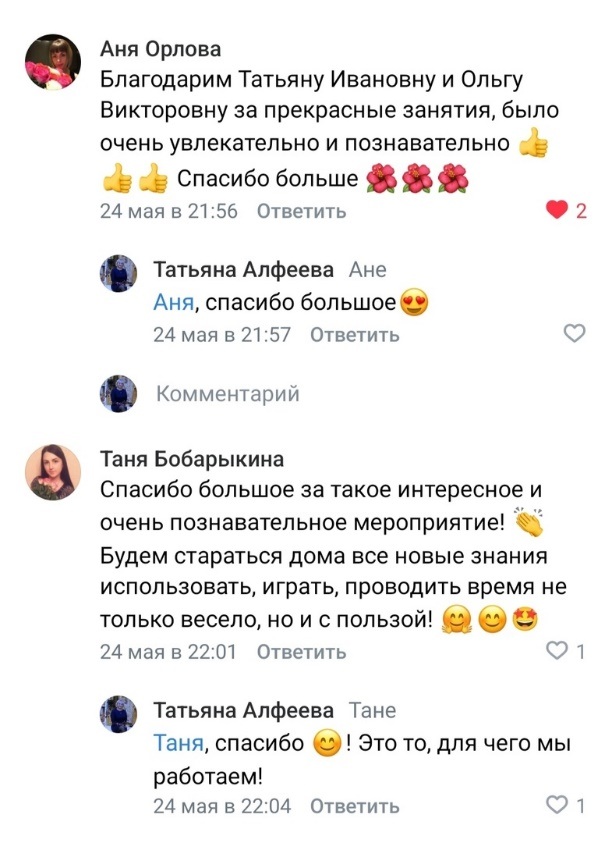 Аня Орлова
Благодарим Татьяну Ивановну и Ольгу
Викторовну за прекрасные занятия, было
очень увлекательно и познавательно 👍
👍👍 Спасибо больше 🌺🌺🌺
24 мая в 21:56 Ответить 2
Татьяна Алфеева Ане
Аня, спасибо большое😍
24 мая в 21:57 Ответить
Комментарий
Таня Бобарыкина
Спасибо большое за такое интересное и
очень познавательное мероприятие! 👏
Будем стараться дома все новые знания
использовать, играть, проводить время не
только весело, но и с пользой! 🤗 😊 🤩
24 мая в 22:01 Ответить 1
Татьяна Алфеева Тане
Таня, спасибо 😊! Это то, для чего мы
работаем!
24 мая в 22:04 Ответить 1